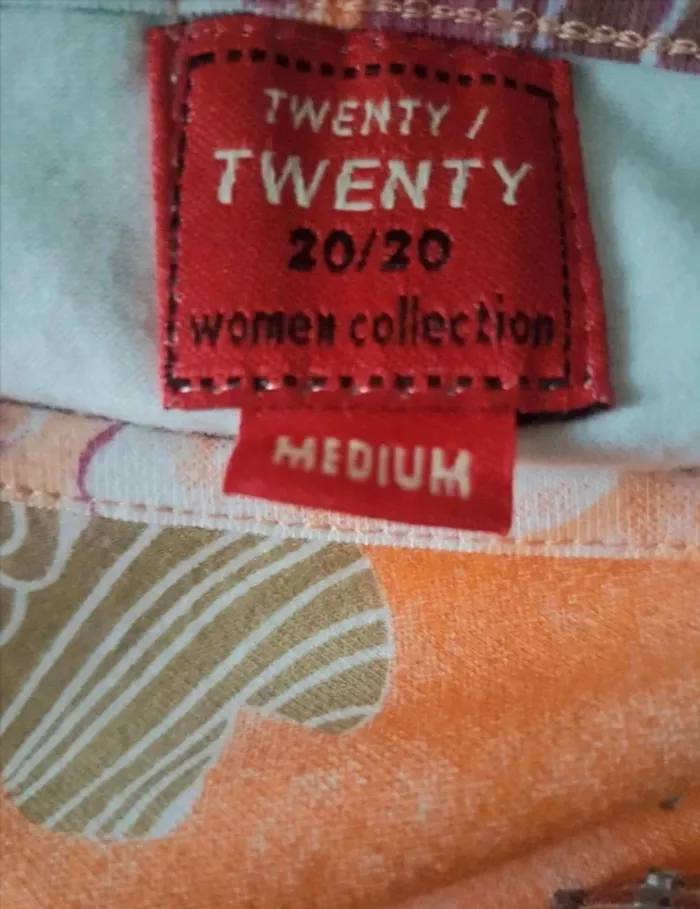 TWENTY /
TWENTY
20/20
women collection
MEDIUM